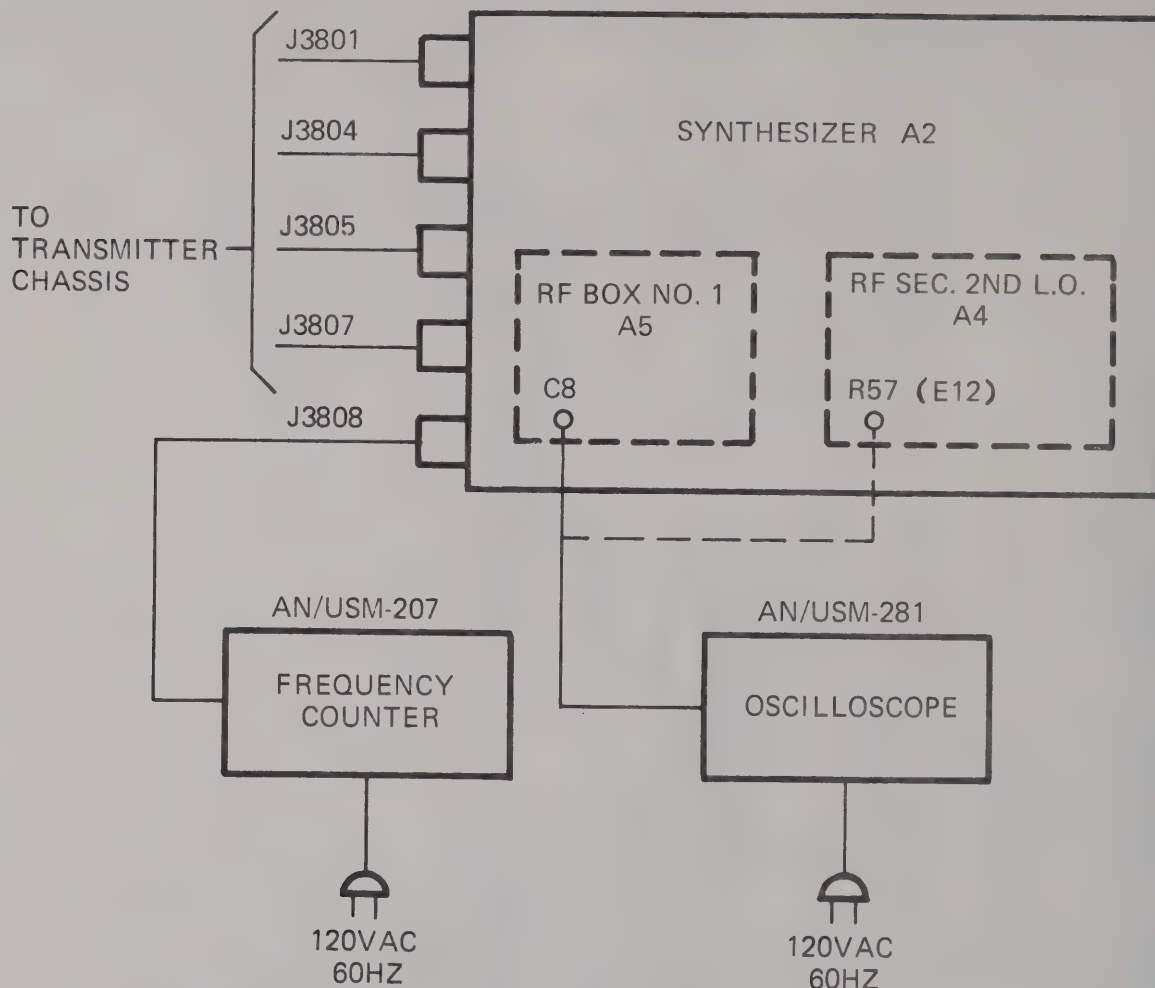 J3801
J3804
J3805
J3807
J3808
TO
TRANSMITTER
CHASSIS
SYNTHESIZER A2
RF BOX NO. 1
A5
C8
RF SEC. 2ND L.O.
A4
R57 (E12)
AN/USM-207
FREQUENCY
COUNTER
120VAC
60HZ
AN/USM-281
OSCILLOSCOPE
120VAC
60HZ